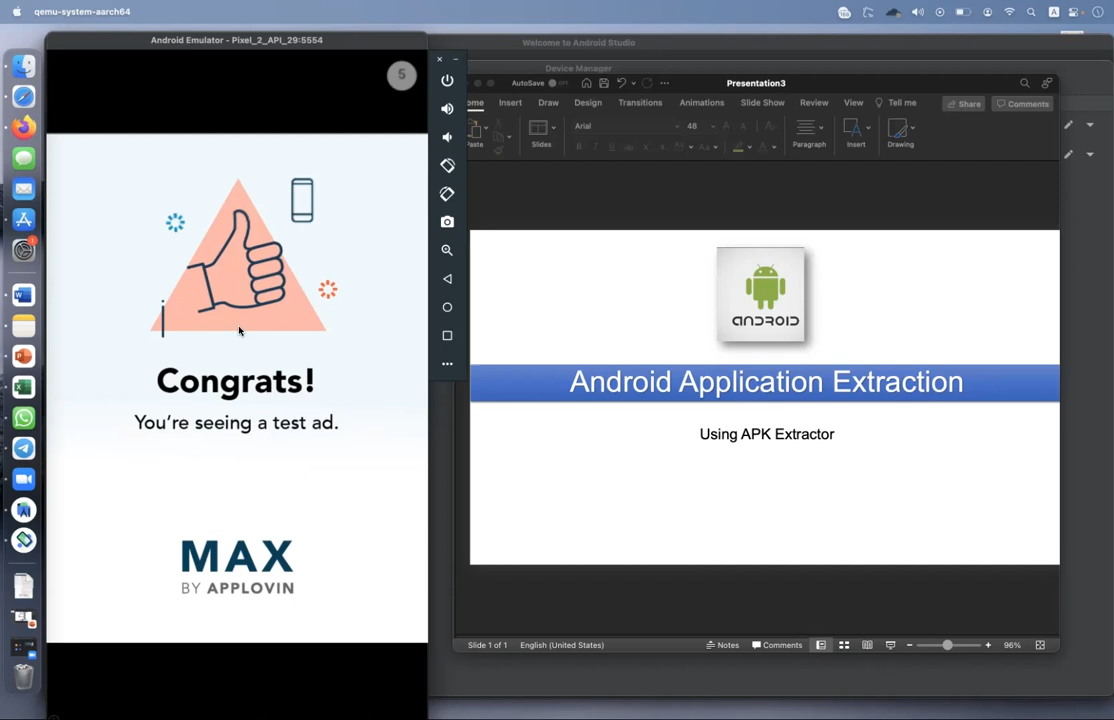 qemu-system-aarch64
A
Android Emulator - Pixel_2_API_29:5554
Welcome to Android Studio
Device Manager
5
AutoSave
Presentation3
Insert
Draw
Design
Transitions
Animations
Slide Show
Review
View
Tell me
Share
Comments
Slides
Arial
48
Paragraph
Insert
Drawing
ANDROID
Android Application Extraction
Using APK Extractor
Congrats!
You're seeing a test ad.
MAX
BY APPLOVIN
Slide 1 of 1
English (United States)
Notes
Comments
96%